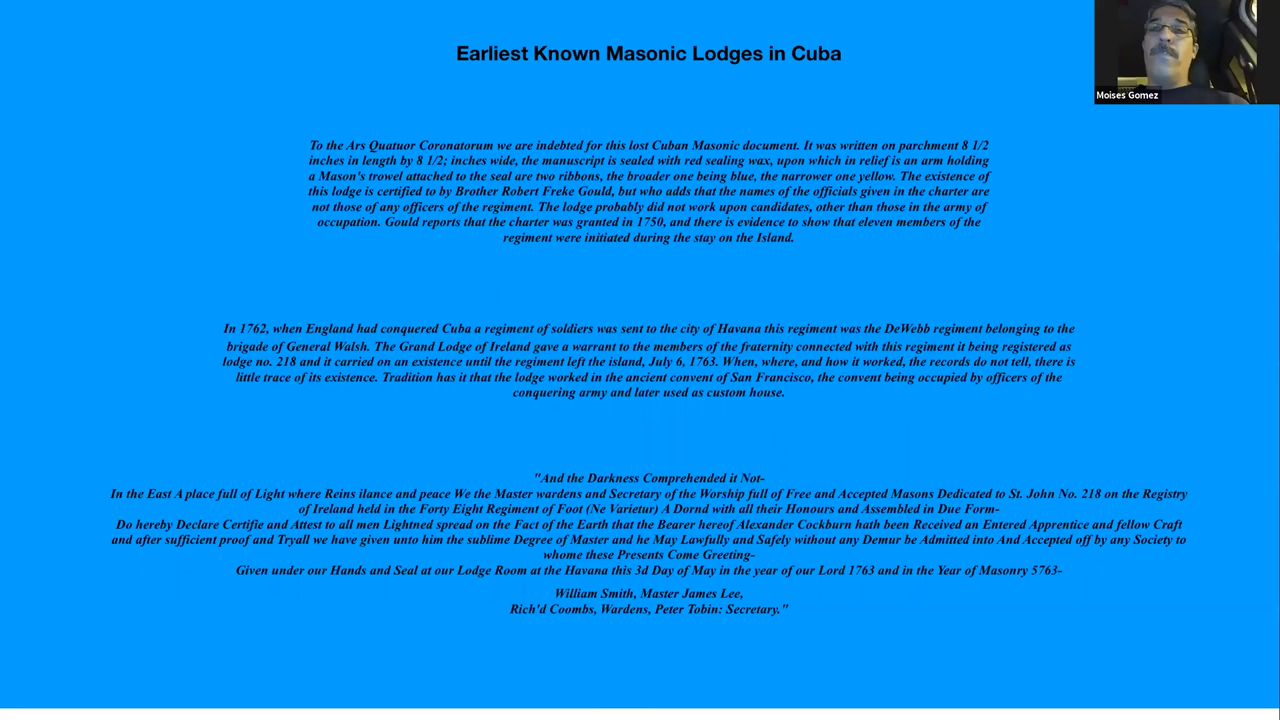 Earliest Known Masonic Lodges in Cuba
Moises Gomez
To the Ars Quatuor Coronatorum we are indebted for this lost Cuban Masonic document. It was written on parchment 8 1/2
inches in length by 8 1/2; inches wide, the manuscript is sealed with red sealing wax, upon which in relief is an arm holding
a Mason's trowel attached to the seal are two ribbons, the broader one being blue, the narrower one yellow. The existence of
this lodge is certified to by Brother Robert Freke Gould, but who adds that the names of the officials given in the charter are
not those of any officers of the regiment. The lodge probably did not work upon candidates, other than those in the army of
occupation. Gould reports that the charter was granted in 1750, and there is evidence to show that eleven members of the
regiment were initiated during the stay on the Island.
In 1762, when England had conquered Cuba a regiment of soldiers was sent to the city of Havana this regiment was the DeWebb regiment belonging to the
brigade of General Walsh. The Grand Lodge of Ireland gave a warrant to the members of the fraternity connected with this regiment it being registered as
lodge no. 218 and it carried on an existence until the regiment left the island, July 6, 1763. When, where, and how it worked, the records do not tell, there is
little trace of its existence. Tradition has it that the lodge worked in the ancient convent of San Francisco, the convent being occupied by officers of the
conquering army and later used as custom house.
"And the Darkness Comprehended it Not-
In the East A place full of Light where Reins ilance and peace We the Master wardens and Secretary of the Worship full of Free and Accepted Masons Dedicated to St. John No. 218 on the Registry
of Ireland held in the Forty Eight Regiment of Foot (Ne Varietur) A Dornd with all their Honours and Assembled in Due Form-
Do hereby Declare Certifie and Attest to all men Lightned spread on the Fact of the Earth that the Bearer hereof Alexander Cockburn hath been Received an Entered Apprentice and fellow Craft
and after sufficient proof and Tryall we have given unto him the sublime Degree of Master and he May Lawfully and Safely without any Demur be Admitted into And Accepted off by any Society to
whome these Presents Come Greeting-
Given under our Hands and Seal at our Lodge Room at the Havana this 3d Day of May in the year of our Lord 1763 and in the Year of Masonry 5763-
William Smith, Master James Lee,
Rich'd Coombs, Wardens, Peter Tobin: Secretary."